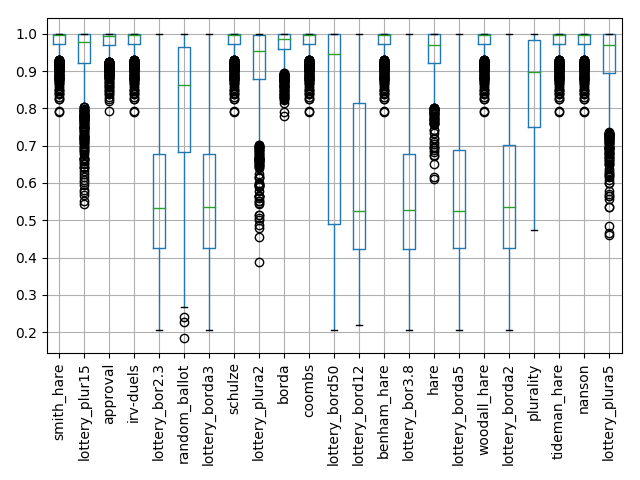 1.0
0.9
0.8
0.7
0.6
0.5
0.4
0.3
0.2
smith_hare
lottery_plur15
approval
irv-duels
lottery_bor2.3
random_ballot
lottery_borda3
schulze
lottery_plura2
borda
coombs
lottery_bord50
lottery_bord12
benham_hare
lottery_bor3.8
hare
lottery_borda5
woodall_hare
lottery_borda2
plurality
tideman_hare
nanson
lottery_plura5